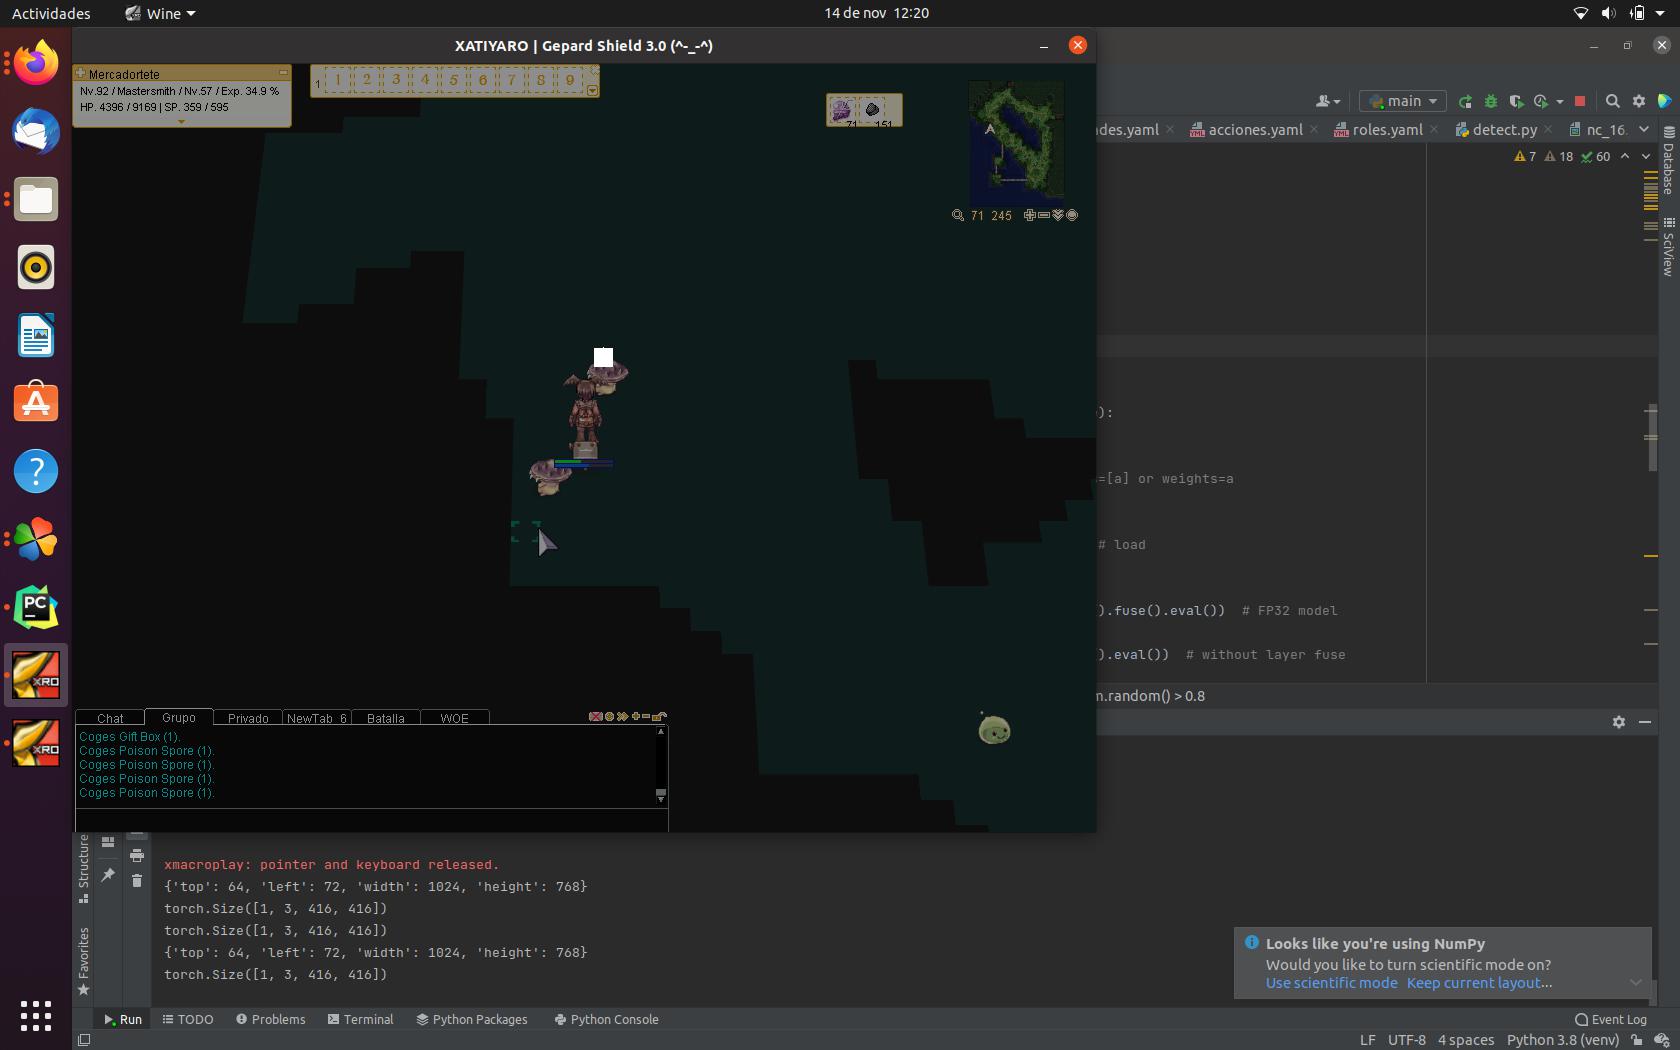 Actividades
Wine
14 de nov 12:20
XATIYARO | Gepard Shield 3.0 (^-_-^)
Mercadortete
Nv.92 / Mastersmith / Nv.57 / Exp. 34.9 %
HP. 4396 / 9169 | SP. 359 / 595
1 1 2 3 4 5 6 7 8 9
71 151
A
71 245
main
des.yaml
acciones.yaml
roles.yaml
detect.py
nc_16.
7 18 60
Database
SciView
):
=[a] or weights=a
# load
).fuse().eval()) # FP32 model
).eval()) # without layer fuse
m.random() > 0.8
PC
XRO
XRO
Chat Grupo Privado NewTab_6 Batalla WOE
Coges Gift Box (1).
Coges Poison Spore (1).
Coges Poison Spore (1).
Coges Poison Spore (1).
Coges Poison Spore (1).
Structure
Favorites
xmacroplay: pointer and keyboard released.
{'top': 64, 'left': 72, 'width': 1024, 'height': 768}
torch.Size([1, 3, 416, 416])
torch.Size([1, 3, 416, 416])
{'top': 64, 'left': 72, 'width': 1024, 'height': 768}
torch.Size([1, 3, 416, 416])
Looks like you're using NumPy
Would you like to turn scientific mode on?
Use scientific mode Keep current layout...
Run TODO Problems Terminal Python Packages Python Console Event Log
LF UTF-8 4 spaces Python 3.8 (venv)